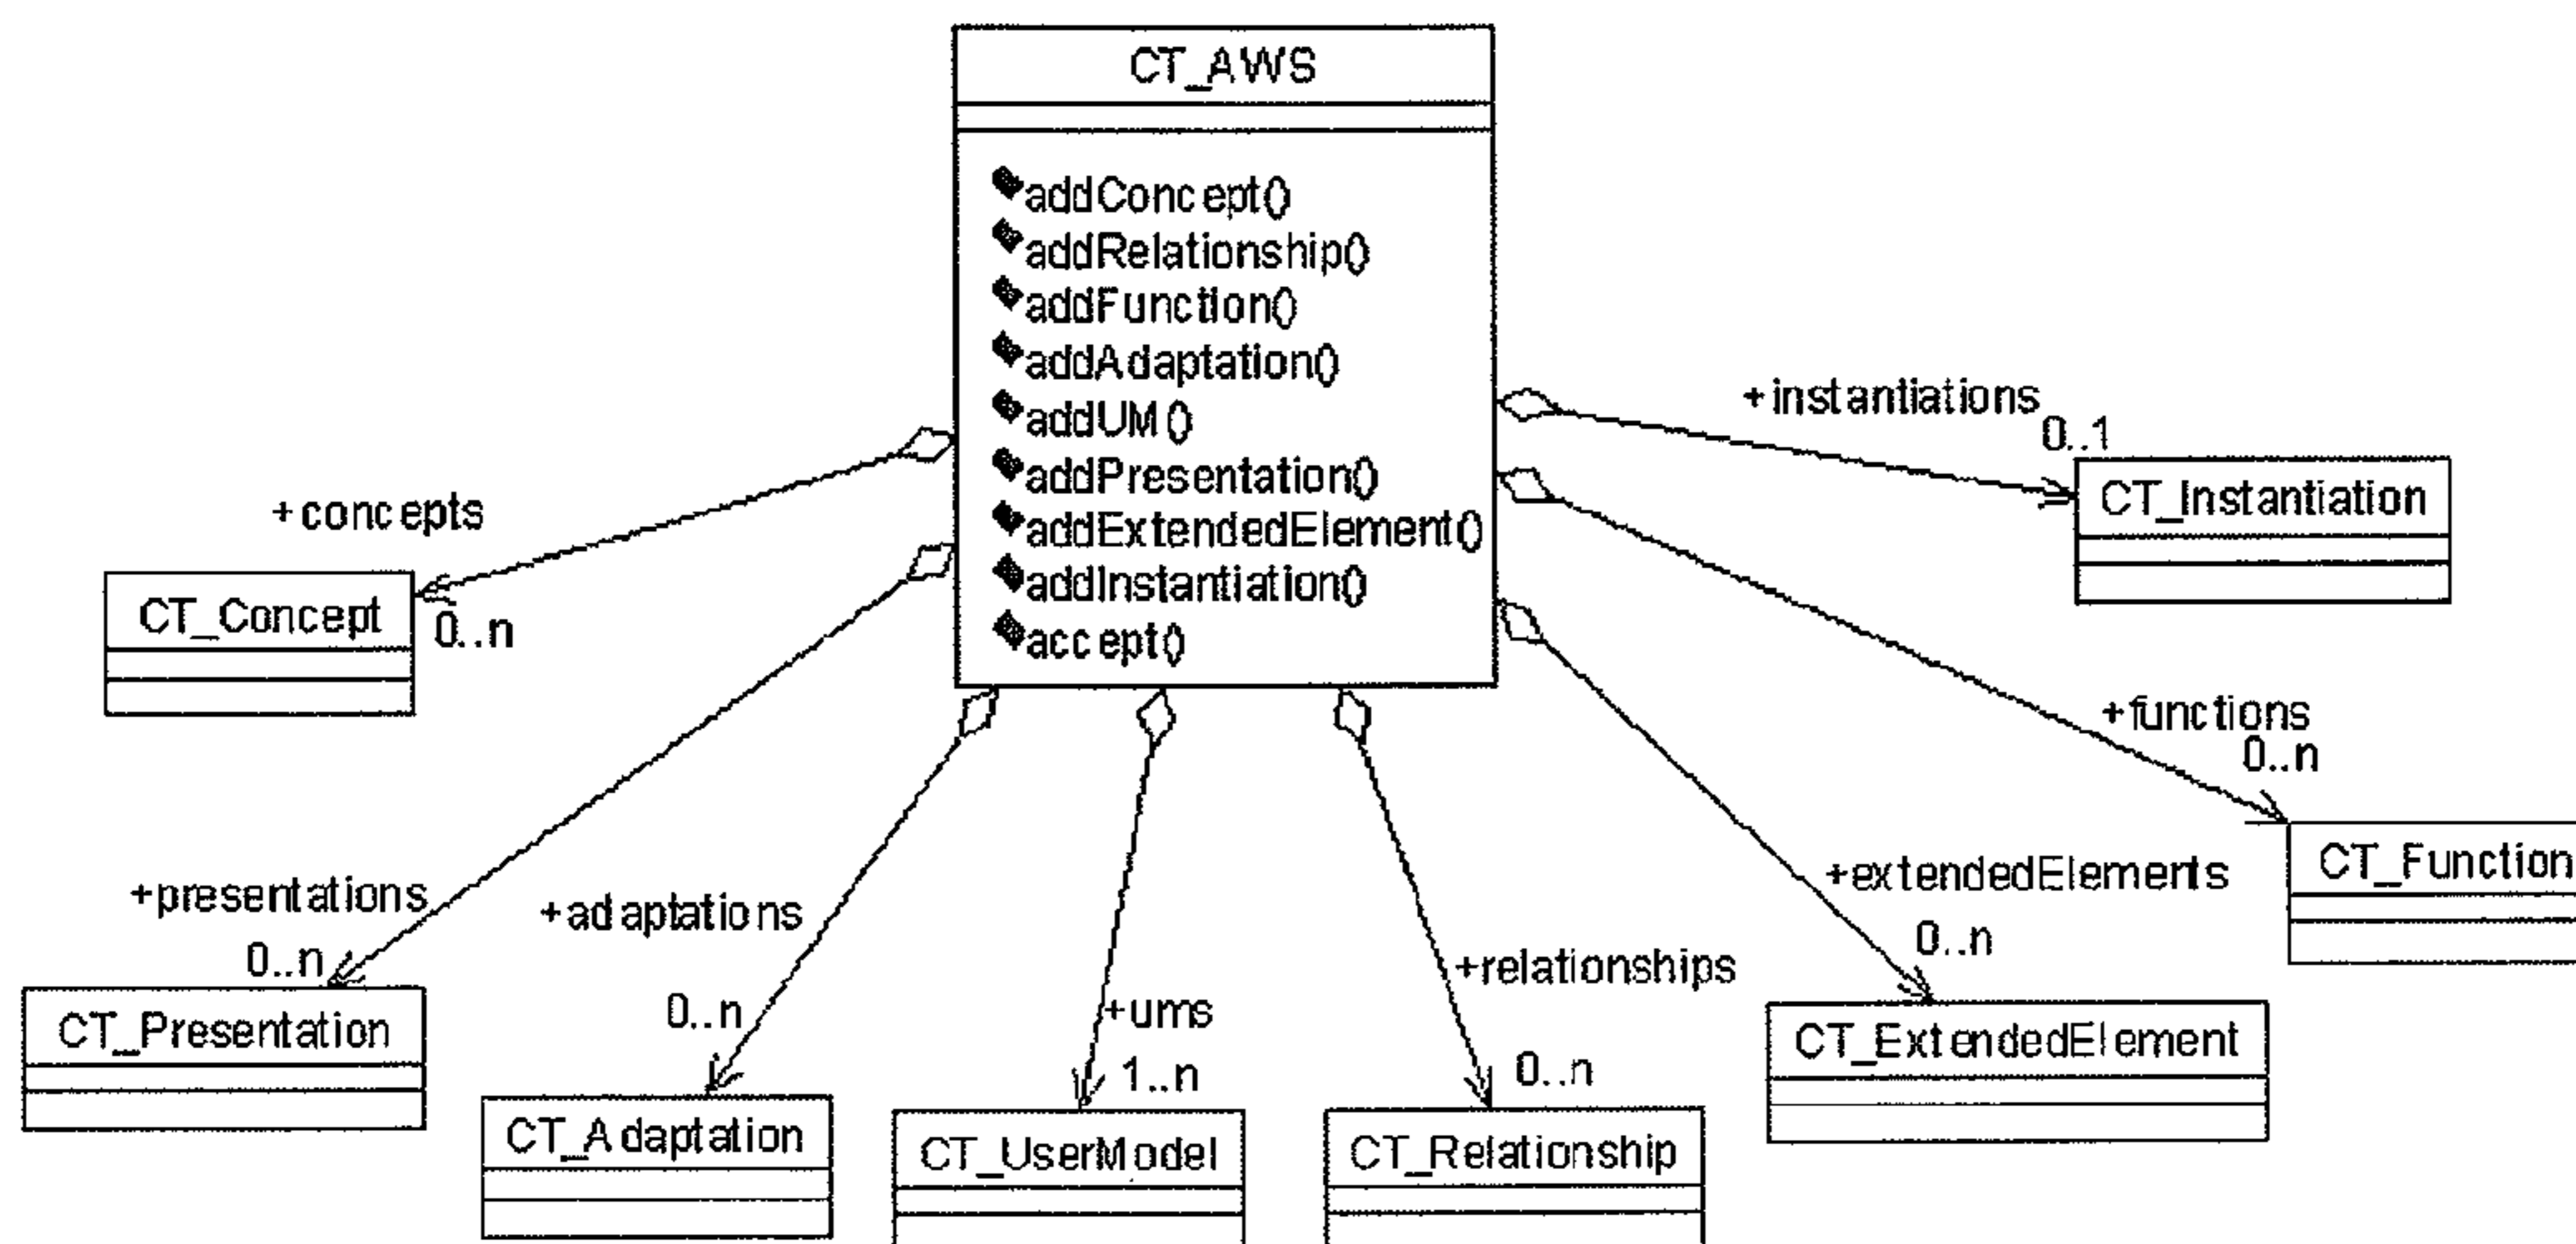 CT_AWS
addConcept()
addRelationship()
addFunction()
addAdaptation()
addUM()
addPresentation()
addExtendedElement()
addInstantiation()
accept()
+instantiations
0..1
CT_Instantiation
+concepts
CT_Concept
0..n
+functions
0..n
CT_Function
+presentations
0..n
CT_Presentation
+adaptations
0..n
CT_Adaptation
+ums
1..n
CT_UserModel
+relationships
0..n
CT_Relationship
+extendedElements
0..n
CT_ExtendedElement